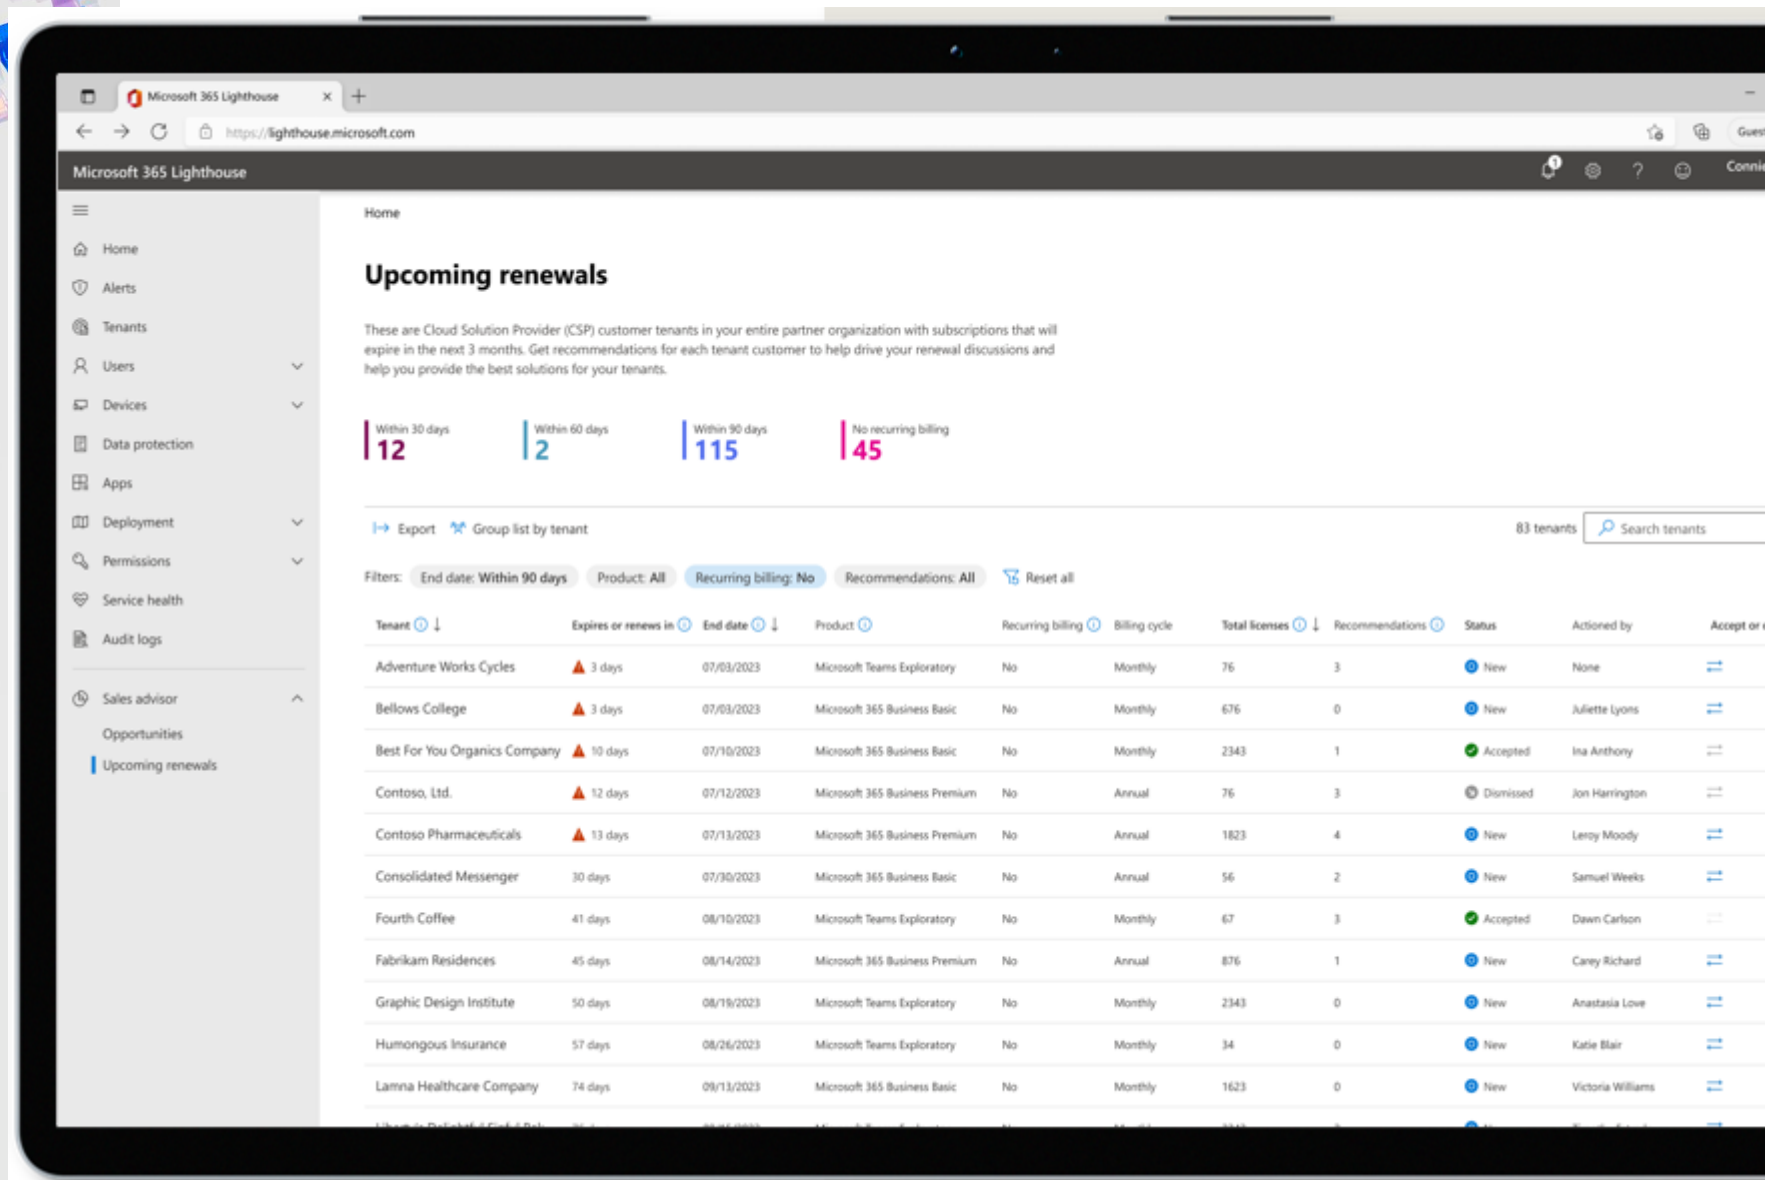 Microsoft 365 Lighthouse
https://lighthouse.microsoft.com
Guest
Microsoft 365 Lighthouse
1
Connie
Home
Alerts
Tenants
Users
Devices
Data protection
Apps
Deployment
Permissions
Service health
Audit logs
Sales advisor
Opportunities
Upcoming renewals
Home
Upcoming renewals
These are Cloud Solution Provider (CSP) customer tenants in your entire partner organization with subscriptions that will
expire in the next 3 months. Get recommendations for each tenant customer to help drive your renewal discussions and
help you provide the best solutions for your tenants.
Within 30 days Within 60 days Within 90 days No recurring billing
12 2 115 45
Export Group list by tenant 83 tenants Search tenants
Filters: End date: Within 90 days Product: All Recurring billing: No Recommendations: All Reset all
Tenant Expires or renews in End date Product Recurring billing Billing cycle Total licenses Recommendations Status Actioned by Accept or
Adventure Works Cycles 3 days 07/03/2023 Microsoft Teams Exploratory No Monthly 76 3 New None
Bellows College 3 days 07/03/2023 Microsoft 365 Business Basic No Monthly 676 0 New Juliette Lyons
Best For You Organics Company 10 days 07/10/2023 Microsoft 365 Business Basic No Monthly 2343 1 Accepted Ina Anthony
Contoso, Ltd. 12 days 07/12/2023 Microsoft 365 Business Premium No Annual 76 3 Dismissed Jon Harrington
Contoso Pharmaceuticals 13 days 07/13/2023 Microsoft 365 Business Premium No Annual 1823 4 New Leroy Moody
Consolidated Messenger 30 days 07/30/2023 Microsoft 365 Business Basic No Annual 56 2 New Samuel Weeks
Fourth Coffee 41 days 08/10/2023 Microsoft Teams Exploratory No Monthly 67 3 Accepted Dawn Carlson
Fabrikam Residences 45 days 08/14/2023 Microsoft 365 Business Premium No Annual 876 1 New Carey Richard
Graphic Design Institute 50 days 08/19/2023 Microsoft Teams Exploratory No Monthly 2343 0 New Anastasia Love
Humongous Insurance 57 days 08/26/2023 Microsoft Teams Exploratory No Monthly 34 0 New Katie Blair
Lamna Healthcare Company 74 days 09/13/2023 Microsoft 365 Business Basic No Monthly 1623 0 New Victoria Williams